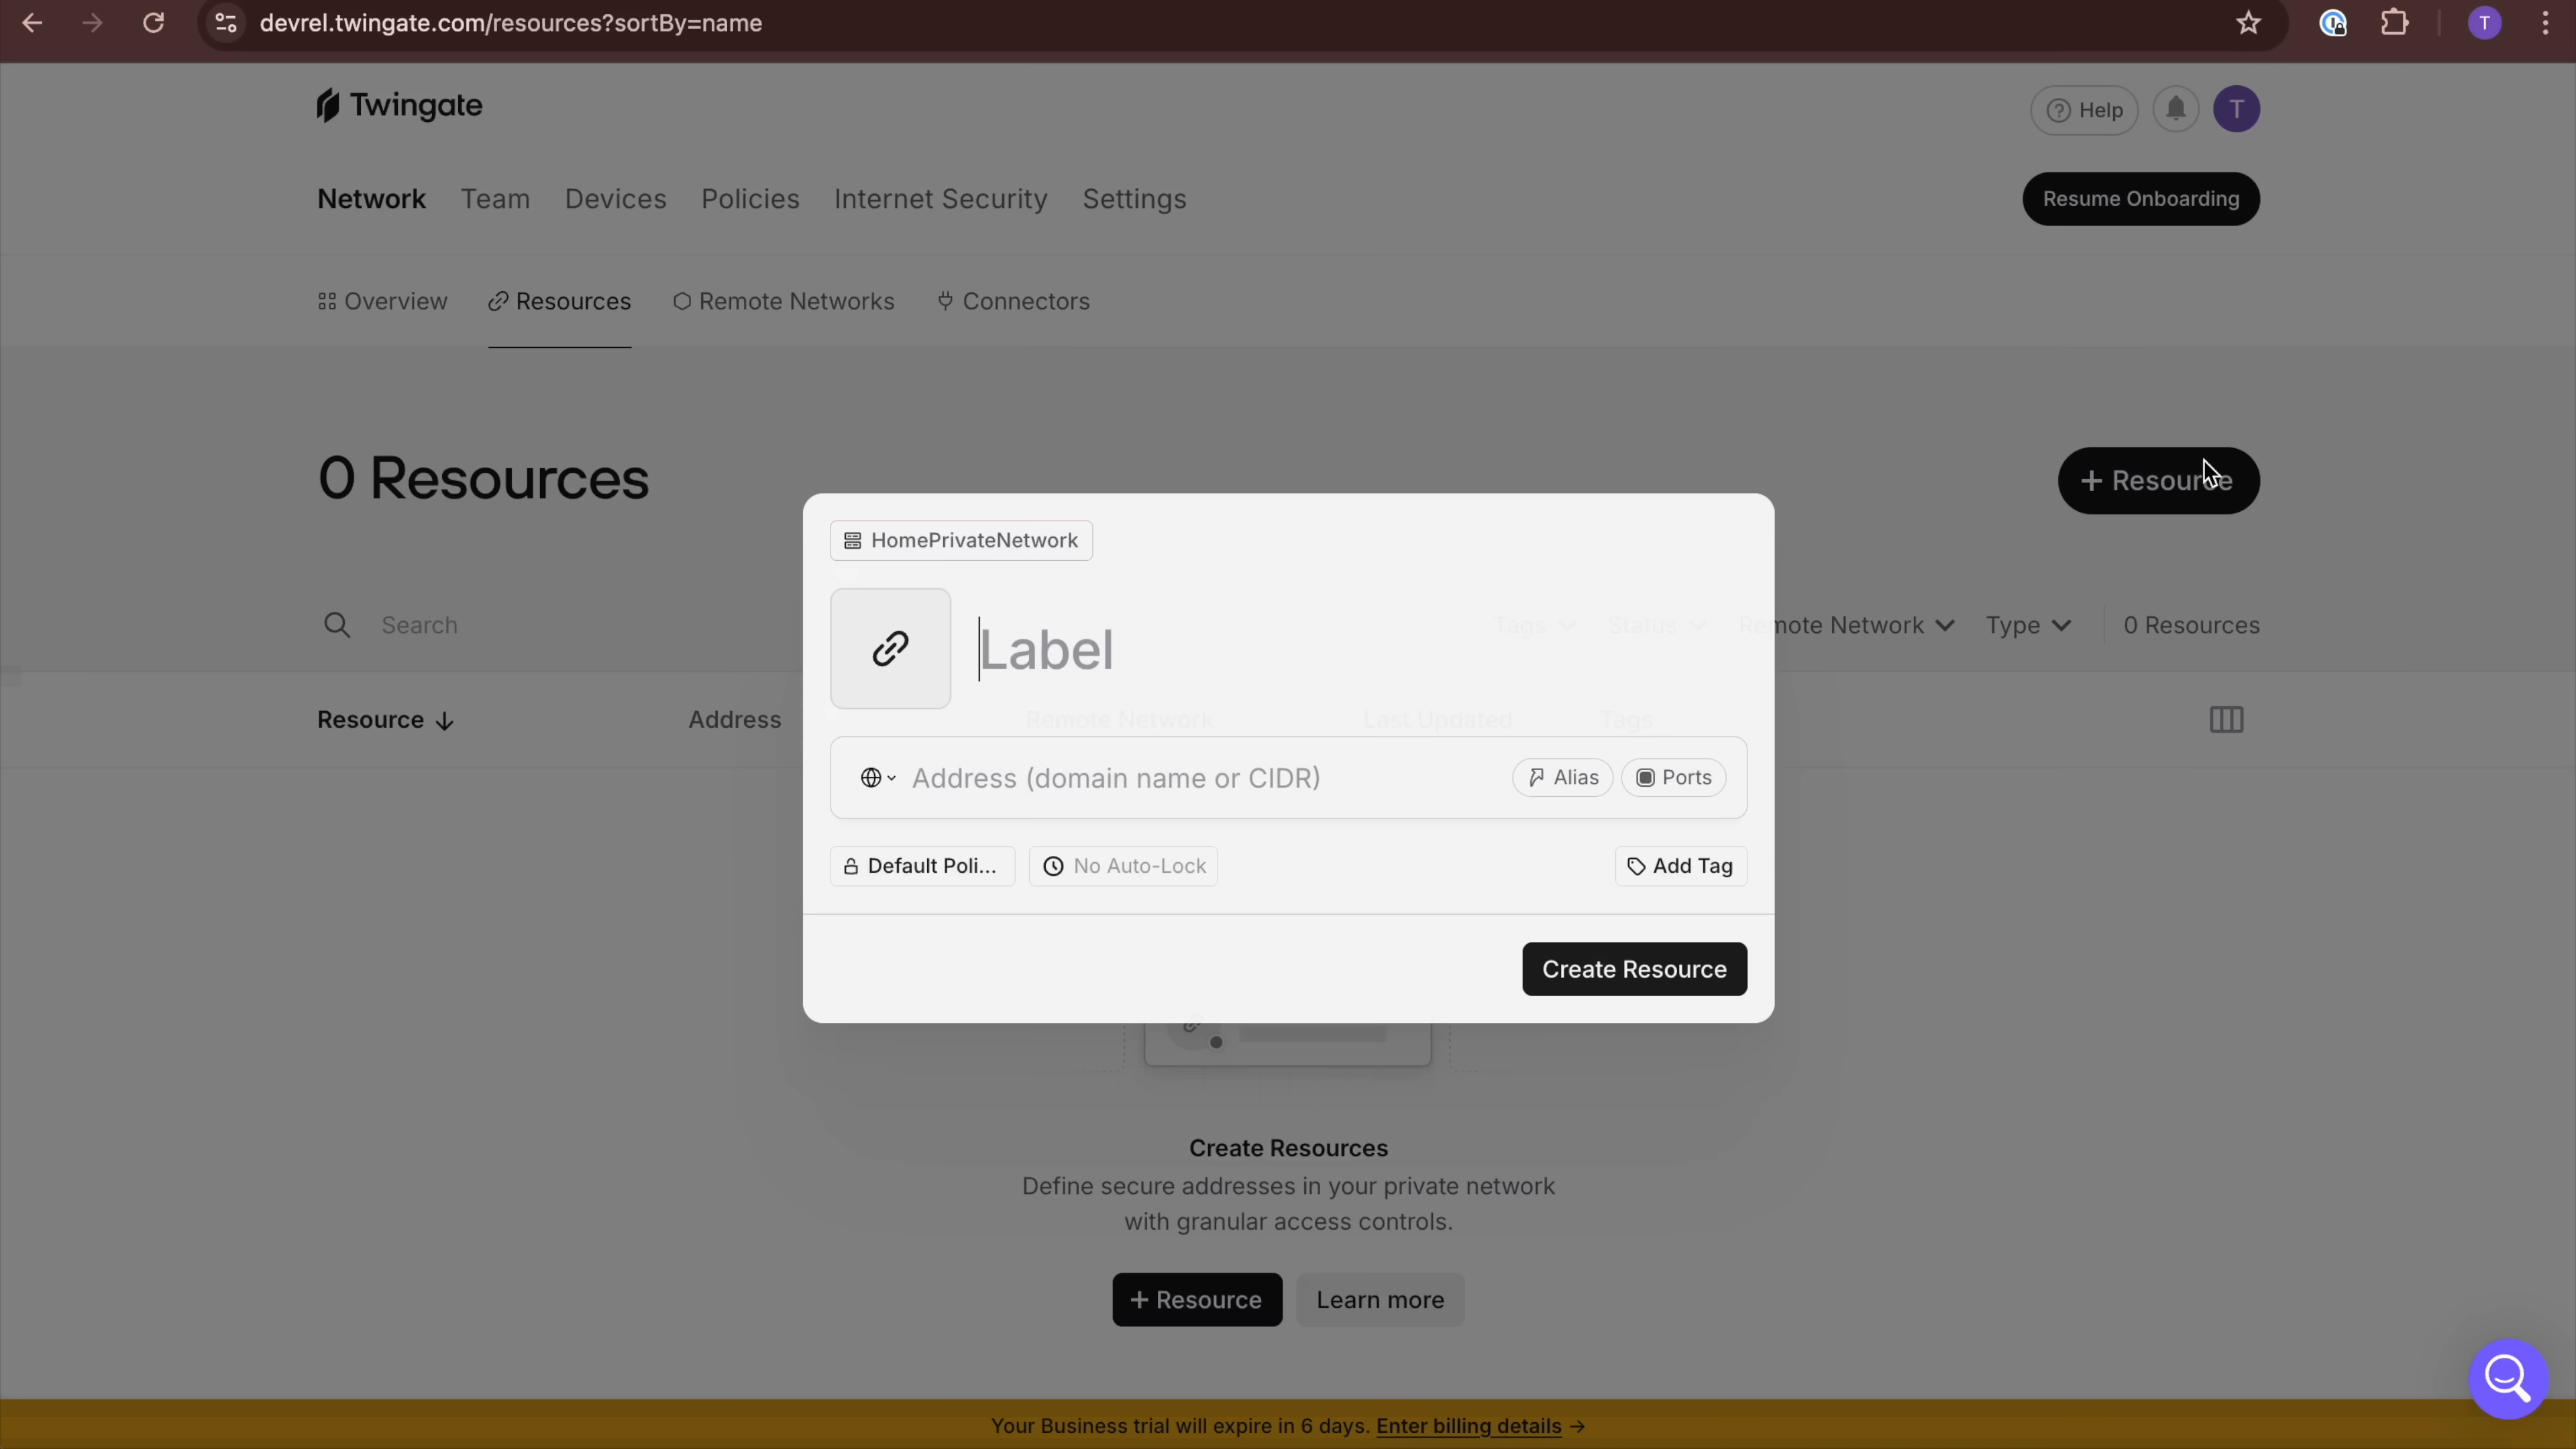 devrel.twingate.com/resources?sortBy=name
T
Twingate
Help
T
Network Team Devices Policies Internet Security Settings
Resume Onboarding
Overview Resources Remote Networks Connectors
0 Resources
+ Resource
HomePrivateNetwork
Search
Label
Tags Status Remote Network Type 0 Resources
Resource Address Remote Network Last Updated Tags
Address (domain name or CIDR) Alias Ports
Default Poli... No Auto-Lock Add Tag
Create Resource
Create Resources
Define secure addresses in your private network
with granular access controls.
+ Resource Learn more
Your Business trial will expire in 6 days. Enter billing details →